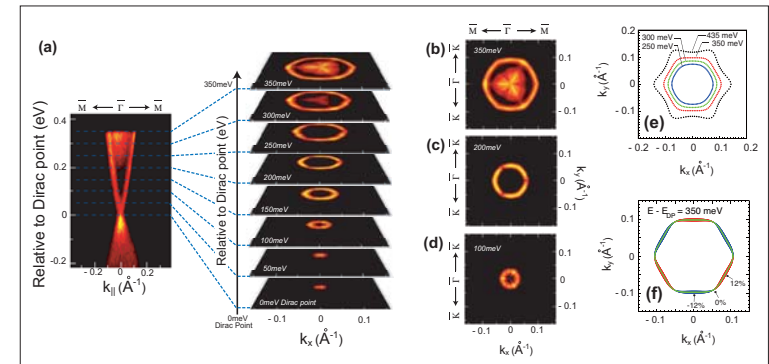 (a)
M ← Γ → M
Relative to Dirac point (eV)
0.4
0.2
0
-0.2
- 0.3
0
0.3
k|| (Å-1)
350meV
Relative to Dirac point (eV)
0meV
Dirac Point
350meV
300meV
250meV
200meV
150meV
100meV
50meV
0meV Dirac point
- 0.1
0
0.1
kx (Å-1)
(b)
M ← Γ → M
350meV
K ← Γ → K
0.1
0
- 0.1
(c)
200meV
K ← Γ → K
0.1
0
- 0.1
ky (Å-1)
(d)
100meV
K ← Γ → K
0.1
0
- 0.1
- 0.1
0
0.1
kx (Å-1)
0.2
0.1
0
-0.1
-0.2
ky (Å-1)
300 meV
435 meV
250 meV
350 meV
(e)
-0.2
-0.1
0
0.1
0.2
kx (Å-1)
E - EDP = 350 meV
0.1
0
- 0.1
ky (Å-1)
12%
0%
-12%
(f)
- 0.1
0
0.1
kx (Å-1)